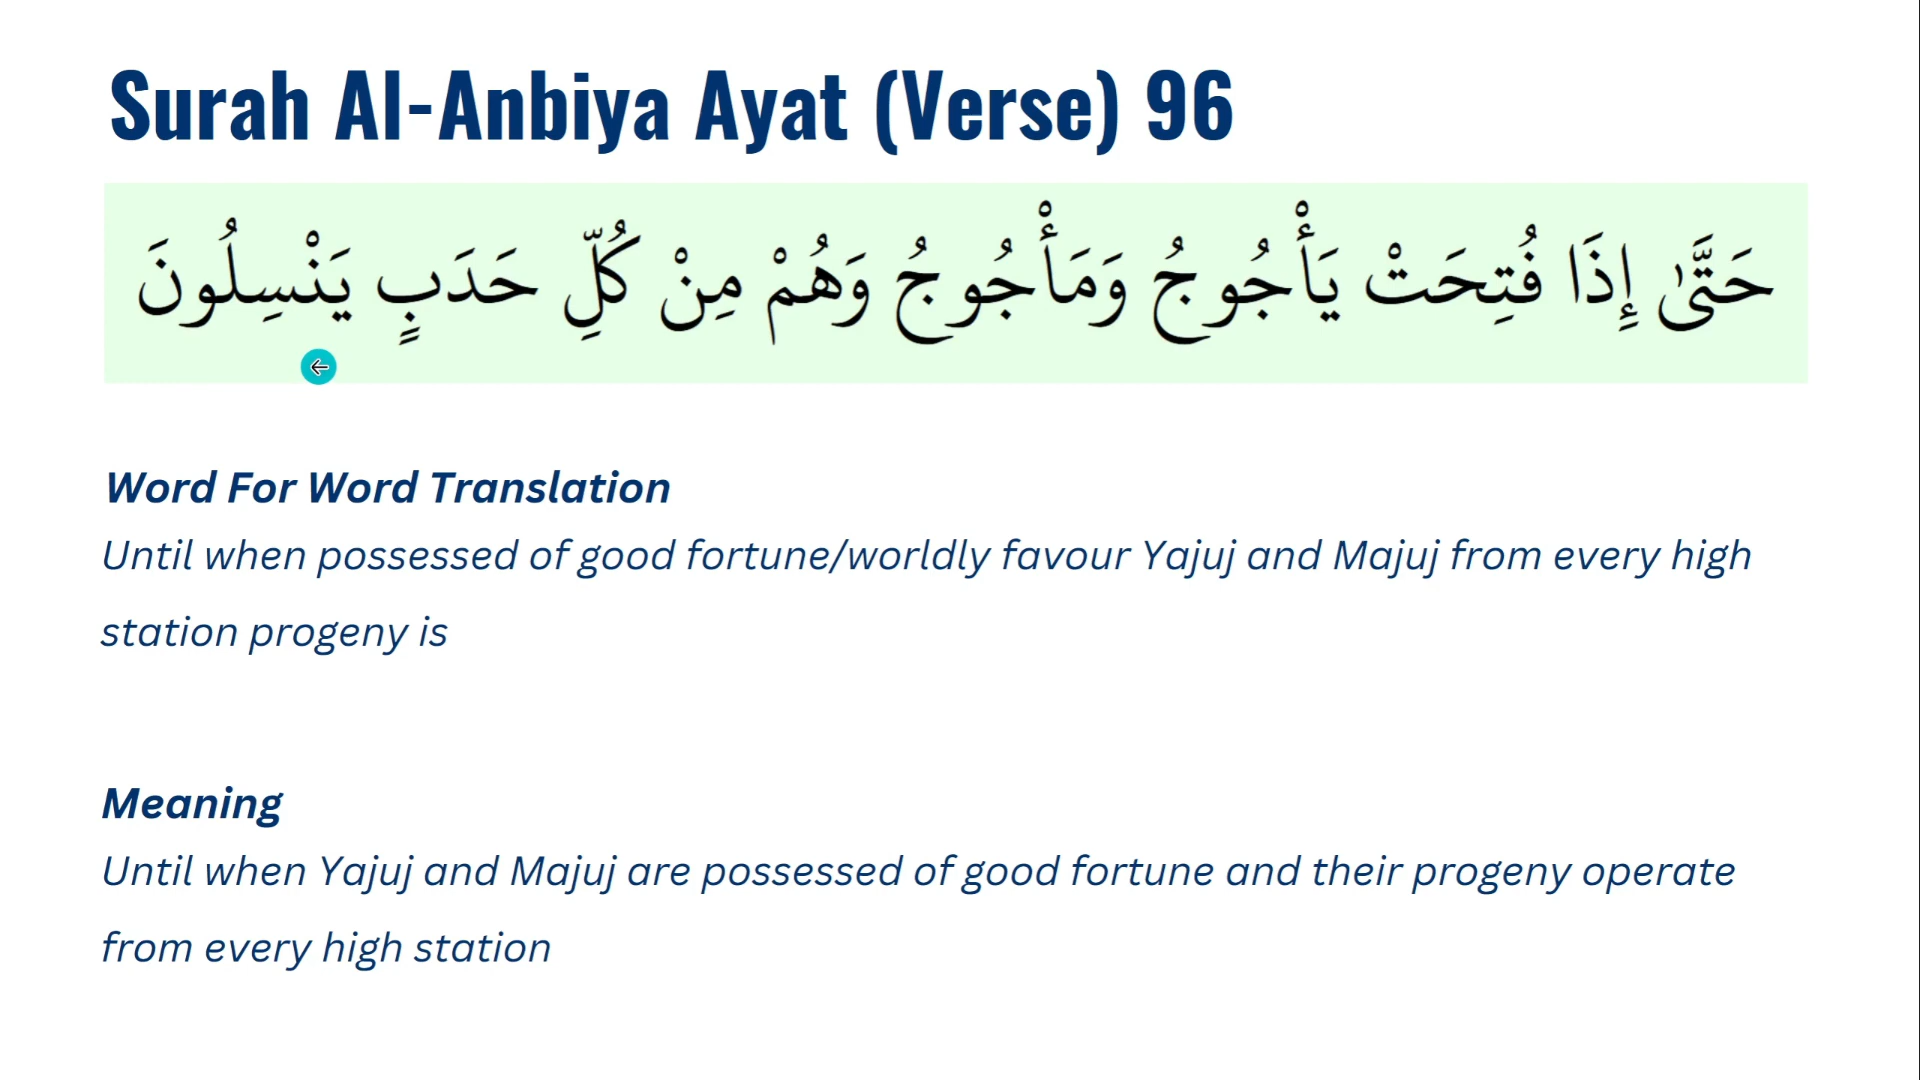 Surah Al-Anbiya Ayat (Verse) 96
حَتَّىٰ إِذَا فُتِحَتْ يَأْجُوجُ وَمَأْجُوجُ وَهُمْ مِنْ كُلِّ حَدَبٍ يَنْسِلُونَ
Word For Word Translation
Until when possessed of good fortune/worldly favour Yajuj and Majuj from every high
station progeny is
Meaning
Until when Yajuj and Majuj are possessed of good fortune and their progeny operate
from every high station